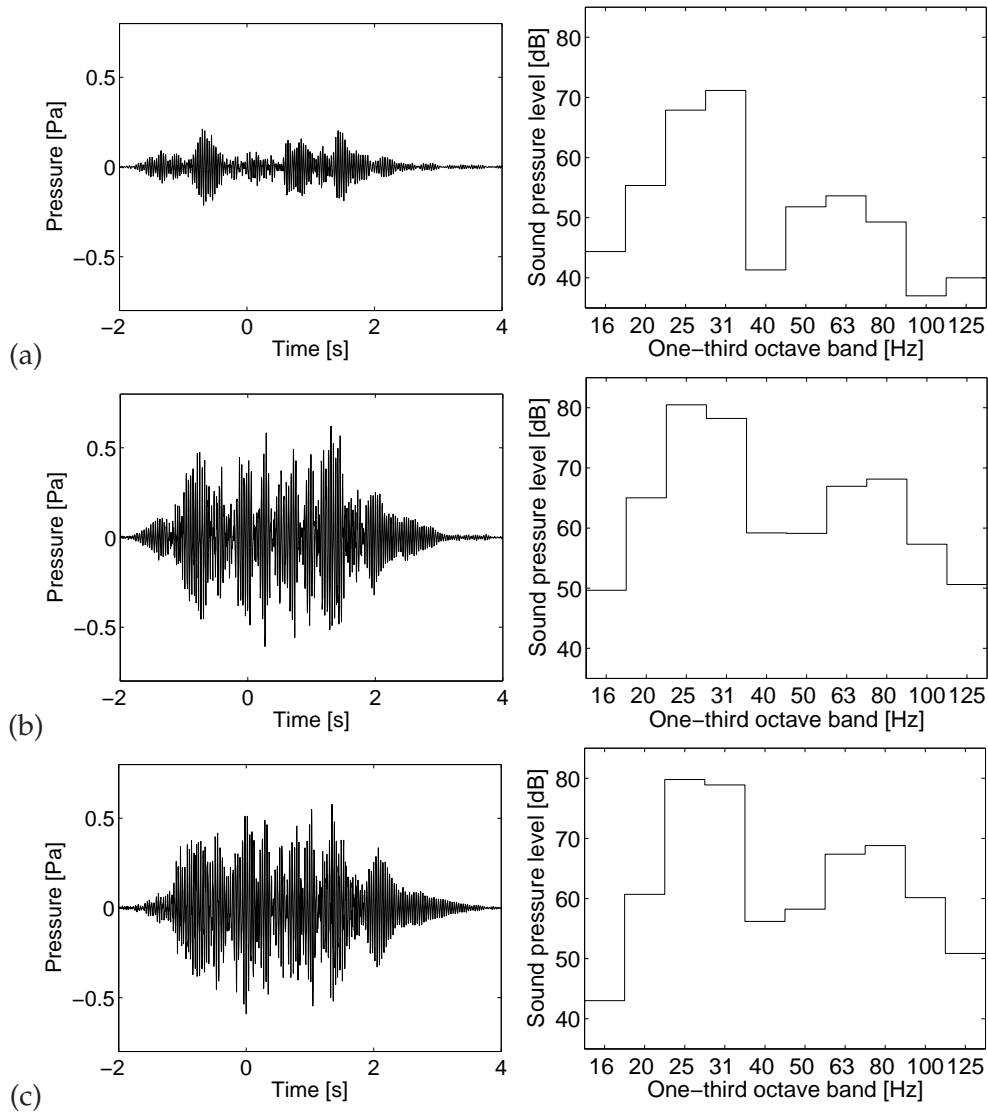 0.5
0
−0.5
−2 0 2 4
Pressure [Pa]
Time [s]
80
70
60
50
40
16 20 25 31 40 50 63 80 100 125
Sound pressure level [dB]
One−third octave band [Hz]
(a)
0.5
0
−0.5
−2 0 2 4
Pressure [Pa]
Time [s]
80
70
60
50
40
16 20 25 31 40 50 63 80 100 125
Sound pressure level [dB]
One−third octave band [Hz]
(b)
0.5
0
−0.5
−2 0 2 4
Pressure [Pa]
Time [s]
80
70
60
50
40
16 20 25 31 40 50 63 80 100 125
Sound pressure level [dB]
One−third octave band [Hz]
(c)